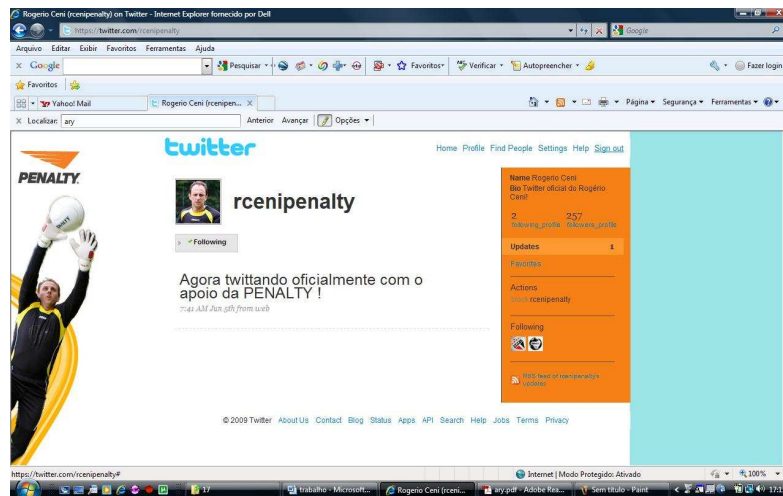 Rogerio Ceni (rcenipenalty) on Twitter - Internet Explorer fornecido por Dell
https://twitter.com/rcenipenalty
Google
Arquivo Editar Exibir Favoritos Ferramentas Ajuda
x Google Pesquisar Favoritos Verificar Autopreencher Fazer login
Favoritos
Yahoo! Mail Rogerio Ceni (rcenipen... X Página Segurança Ferramentas
X Localizar: ary Anterior Avançar Opções
twitter
Home Profile Find People Settings Help Sign out
PENALTY.
rcenipenalty
Following
Agora twittando oficialmente com o
apoio da PENALTY !
7:41 AM Jun 5th from web
Name Rogerio Ceni
Bio Twitter oficial do Rogério
Ceni!
2 257
following_profile followers_profile
Updates 1
Favorites
Actions
block rcenipenalty
Following
RSS feed of rcenipenalty's
updates
© 2009 Twitter About Us Contact Blog Status Apps API Search Help Jobs Terms Privacy
https://twitter.com/rcenipenalty#
Internet | Modo Protegido: Ativado 100%
17 trabalho - Microsoft... Rogerio Ceni (rceni... ary.pdf - Adobe Rea... Sem título - Paint